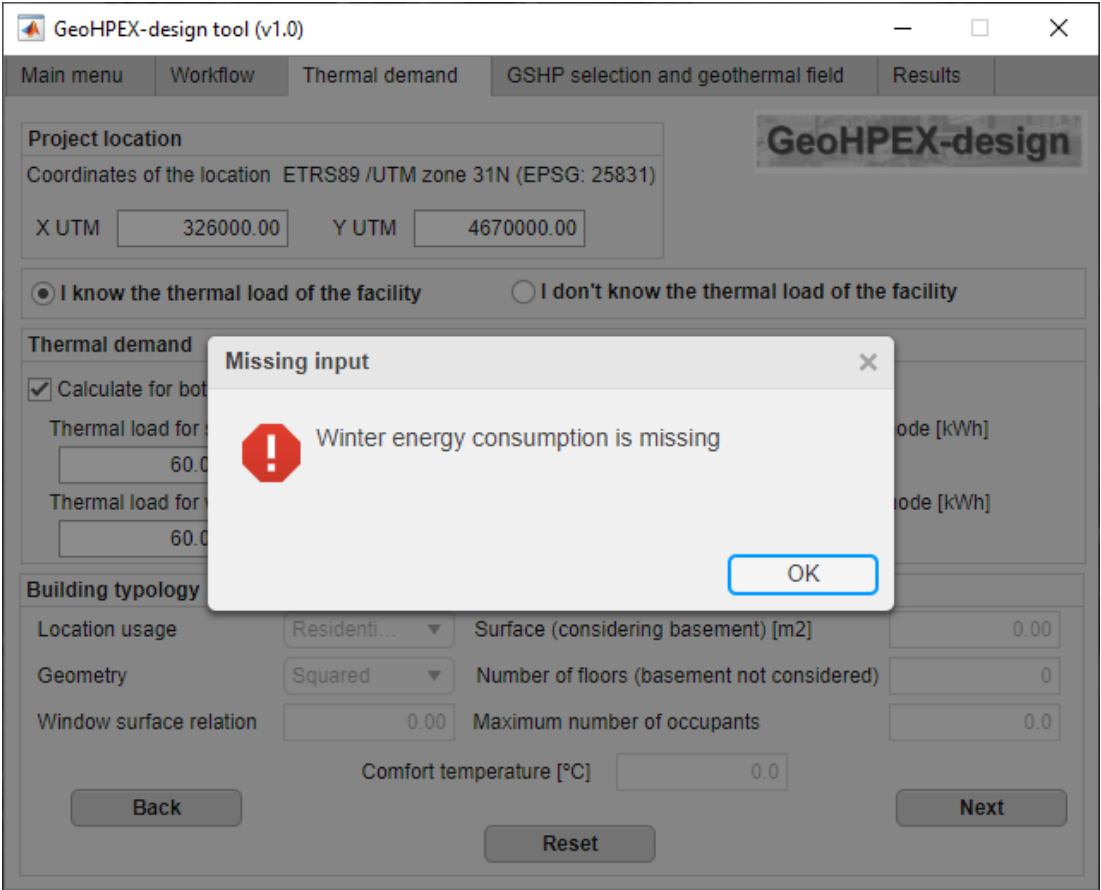 GeoHPEX-design tool (v1.0)
Main menu Workflow Thermal demand GSHP selection and geothermal field Results
Project location
GeoHPEX-design
Coordinates of the location ETRS89 /UTM zone 31N (EPSG: 25831)
X UTM 326000.00 Y UTM 4670000.00
I know the thermal load of the facility I don't know the thermal load of the facility
Thermal demand
Missing input
Calculate for bot
Thermal load for ode [kWh]
Winter energy consumption is missing
60.0
Thermal load for node [kWh]
60.0
OK
Building typology
Location usage Residenti... Surface (considering basement) [m2] 0.00
Geometry Squared Number of floors (basement not considered) 0
Window surface relation 0.00 Maximum number of occupants 0.0
Comfort temperature [°C] 0.0
Back Next
Reset